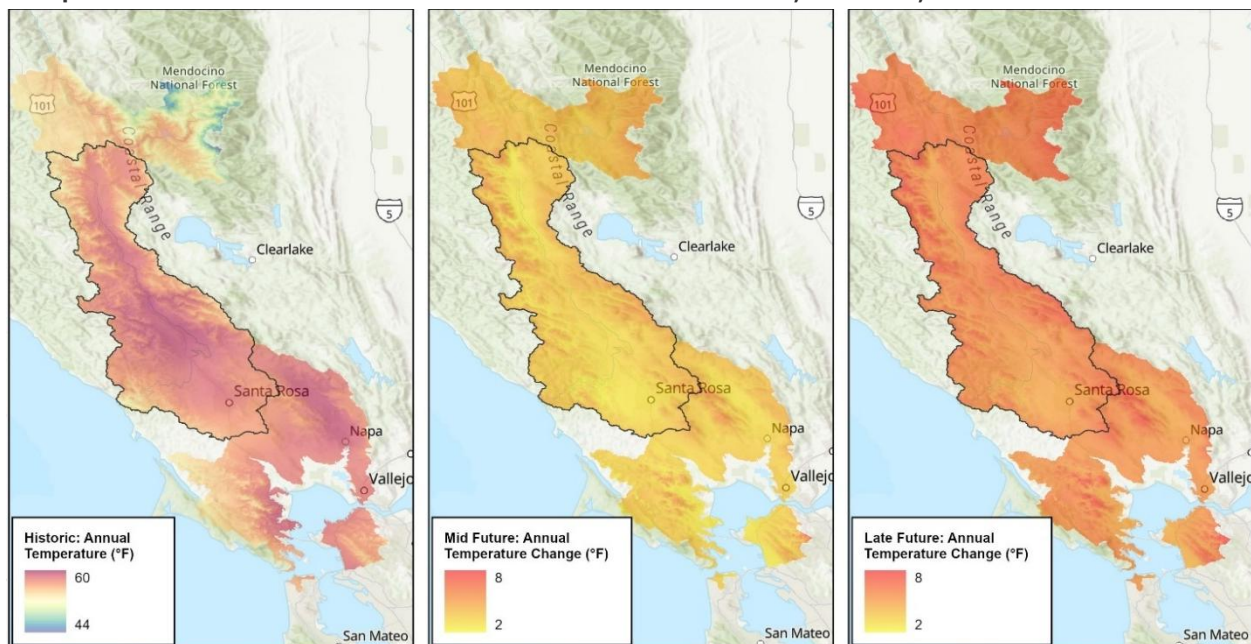 Mendocino
National Forest
101
Coastal Range
5
Clearlake
Santa Rosa
Napa
Vallejo
San Mateo
Historic: Annual
Temperature (°F)
60
44
Mendocino
National Forest
101
Coastal Range
5
Clearlake
Santa Rosa
Napa
Vallejo
San Mateo
Mid Future: Annual
Temperature Change (°F)
8
2
Mendocino
National Forest
101
Coastal Range
5
Clearlake
Santa Rosa
Napa
Vallejo
San Mateo
Late Future: Annual
Temperature Change (°F)
8
2